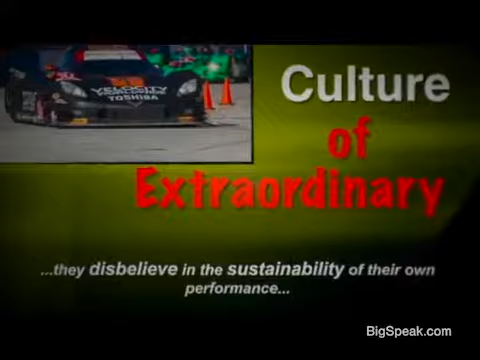 VELOCITY
TOSHIBA
Culture
of
Extraordinary
...they disbelieve in the sustainability of their own
performance...
BigSpeak.com